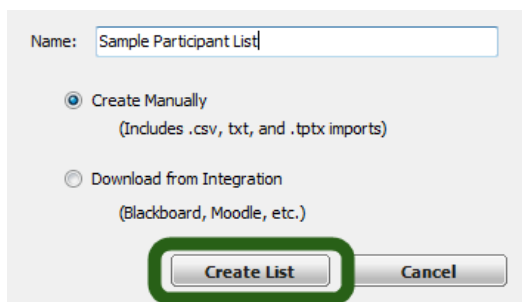 Name: Sample Participant List
Create Manually
(Includes .csv, txt, and .tptx imports)
Download from Integration
(Blackboard, Moodle, etc.)
Create List Cancel